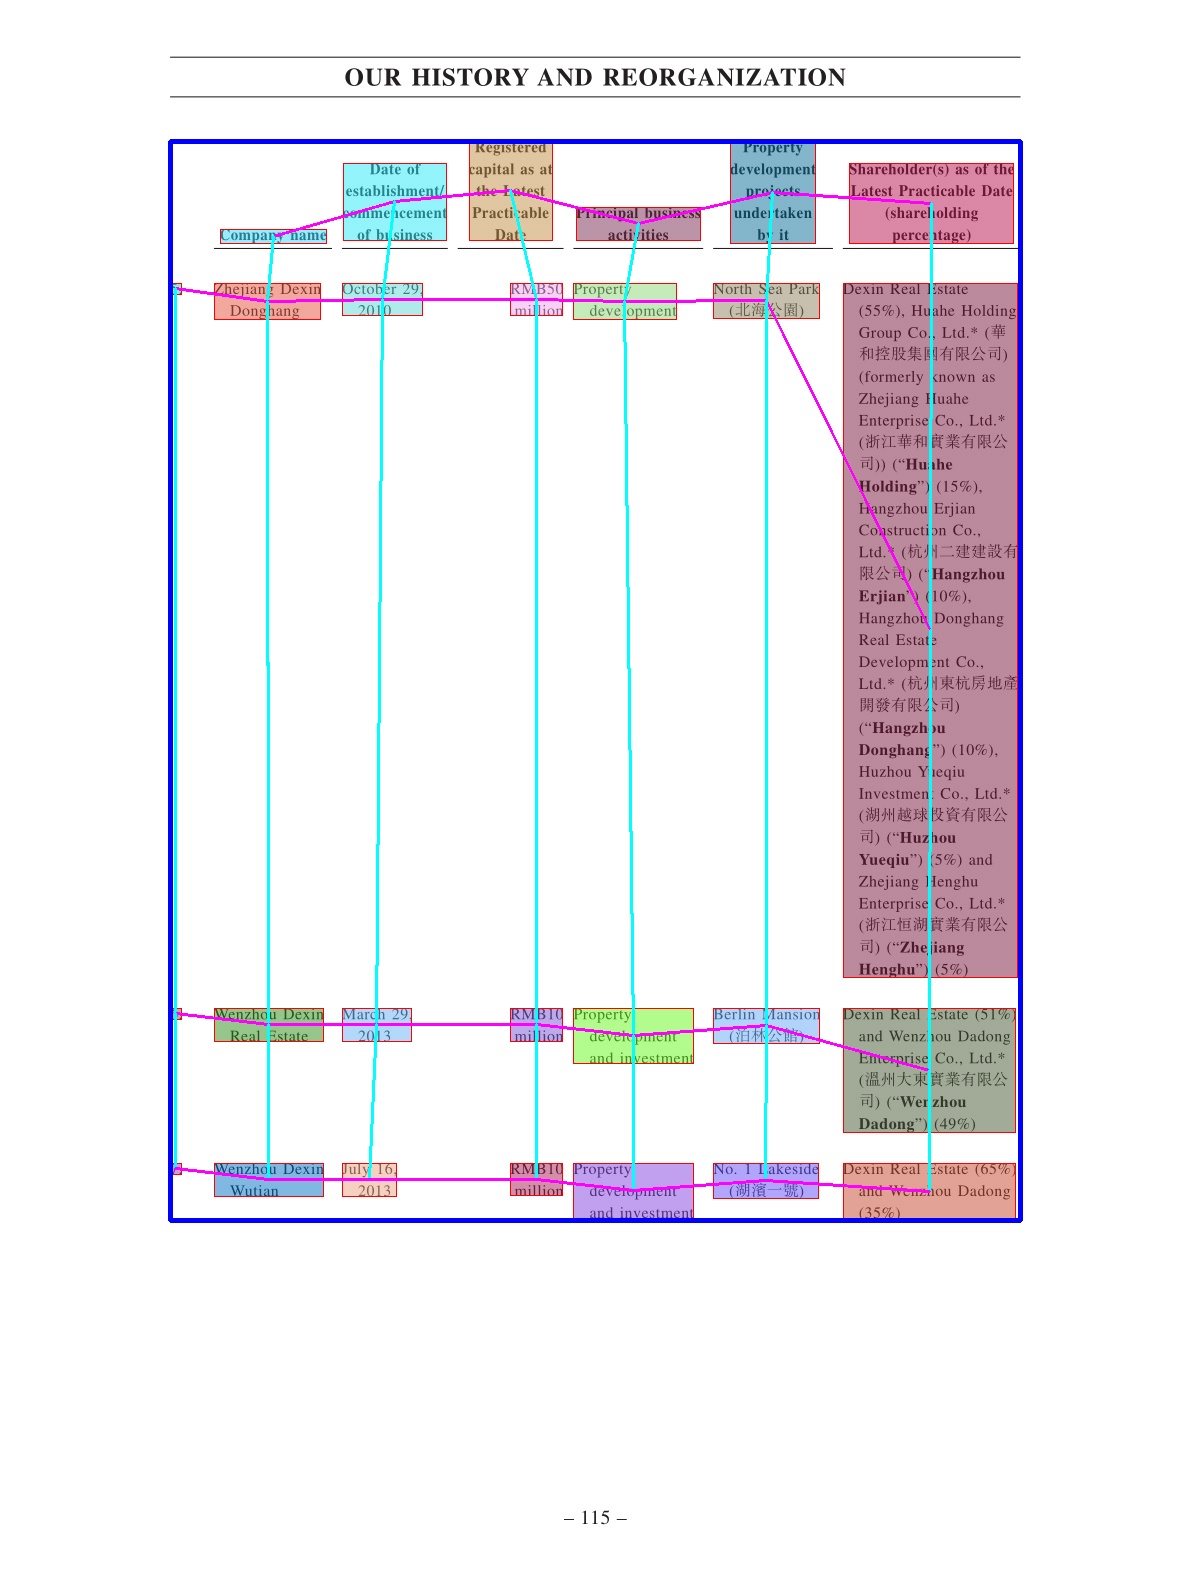 OUR HISTORY AND REORGANIZATION
Company name
Date of
establishment/
commencement
of business
Registered
capital as at
the Latest
Practicable
Date
Principal business
activities
Property
development
projects
undertaken
by it
Shareholder(s) as of the
Latest Practicable Date
(shareholding
percentage)
Zhejiang Dexin
Donghang
October 29,
2010
RMB50
million
Property
development
North Sea Park
(北海公園)
Dexin Real Estate
(55%), Huahe Holding
Group Co., Ltd.* (華
和控股集團有限公司)
(formerly known as
Zhejiang Huahe
Enterprise Co., Ltd.*
(浙江華和實業有限公
司)) (“Huahe
Holding”) (15%),
Hangzhou Erjian
Construction Co.,
Ltd.* (杭州二建建設有
限公司) (“Hangzhou
Erjian”) (10%),
Hangzhou Donghang
Real Estate
Development Co.,
Ltd.* (杭州東杭房地產
開發有限公司)
(“Hangzhou
Donghang”) (10%),
Huzhou Yueqiu
Investment Co., Ltd.*
(湖州越球投資有限公
司) (“Huzhou
Yueqiu”) (5%) and
Zhejiang Henghu
Enterprise Co., Ltd.*
(浙江恒湖實業有限公
司) (“Zhejiang
Henghu”) (5%)
Wenzhou Dexin
Real Estate
March 29,
2013
RMB10
million
Property
development
and investment
Berlin Mansion
(泊林公館)
Dexin Real Estate (51%)
and Wenzhou Dadong
Enterprise Co., Ltd.*
(溫州大東實業有限公
司) (“Wenzhou
Dadong”) (49%)
Wenzhou Dexin
Wutian
July 16,
2013
RMB10
million
Property
development
and investment
No. 1 Lakeside
(湖濱一號)
Dexin Real Estate (65%)
and Wenzhou Dadong
(35%)
– 115 –